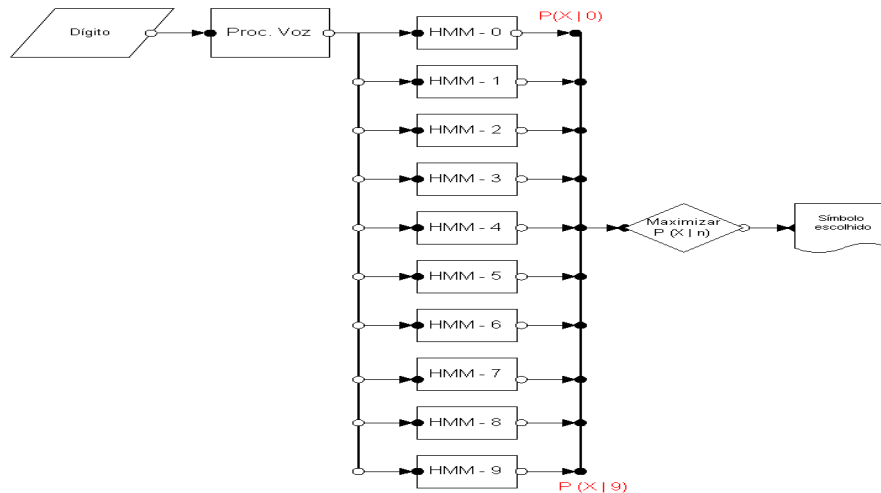 Dígito
Proc. Voz
HMM - 0
P(X | 0)
HMM - 1
HMM - 2
HMM - 3
HMM - 4
Maximizar
P (X | n)
Símbolo
escolhido
HMM - 5
HMM - 6
HMM - 7
HMM - 8
HMM - 9
P (X | 9)